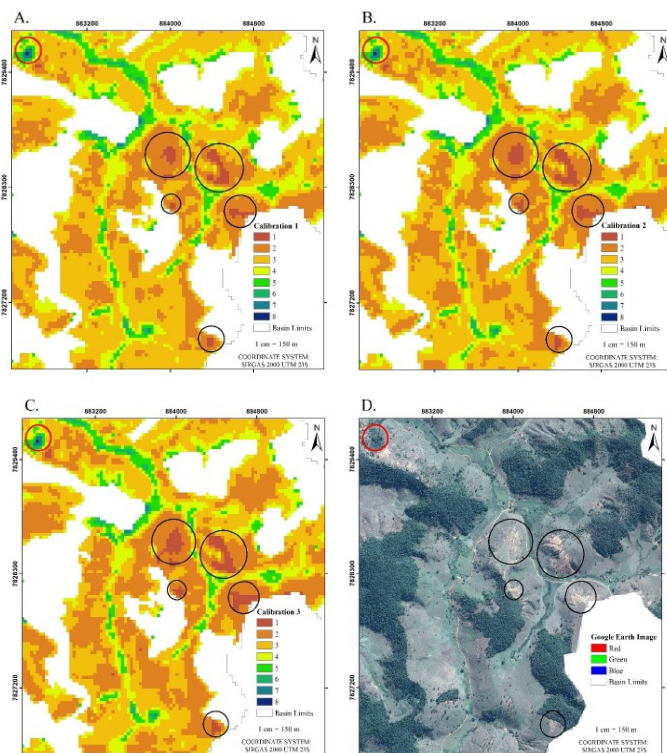 A.
883200 884000 884800
N
7829400
7828300
7827200
Calibration 1
1
2
3
4
5
6
7
8
Basin Limits
1 cm = 150 m
COORDINATE SYSTEM:
SIRGAS 2000 UTM 23S
B.
883200 884000 884800
N
7829400
7828300
7827200
Calibration 2
1
2
3
4
5
6
7
8
Basin Limits
1 cm = 150 m
COORDINATE SYSTEM:
SIRGAS 2000 UTM 23S
C.
883200 884000 884800
N
7829400
7828300
7827200
Calibration 3
1
2
3
4
5
6
7
8
Basin Limits
1 cm = 150 m
COORDINATE SYSTEM:
SIRGAS 2000 UTM 23S
D.
883200 884000 884800
N
7829400
7828300
7827200
Google Earth Image
Red
Green
Blue
Basin Limits
1 cm = 150 m
COORDINATE SYSTEM:
SIRGAS 2000 UTM 23S